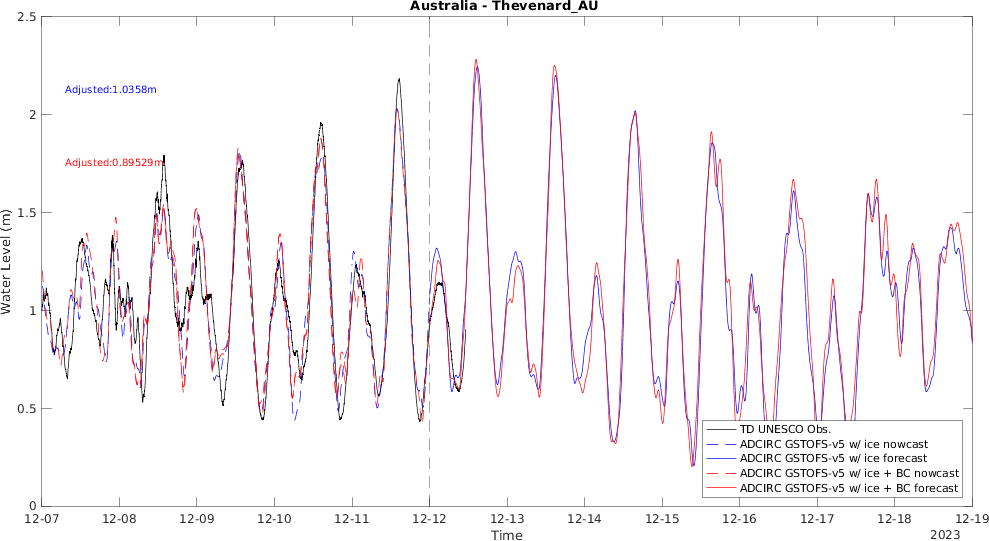 Australia - Thevenard_AU
2.5
2
1.5
1
0.5
0
Water Level (m)
Adjusted:1.0358m
Adjusted:0.89529m
TD UNESCO Obs.
ADCIRC GSTOFS-v5 w/ ice nowcast
ADCIRC GSTOFS-v5 w/ ice forecast
ADCIRC GSTOFS-v5 w/ ice + BC nowcast
ADCIRC GSTOFS-v5 w/ ice + BC forecast
12-07 12-08 12-09 12-10 12-11 12-12 12-13 12-14 12-15 12-16 12-17 12-18 12-19
Time
2023